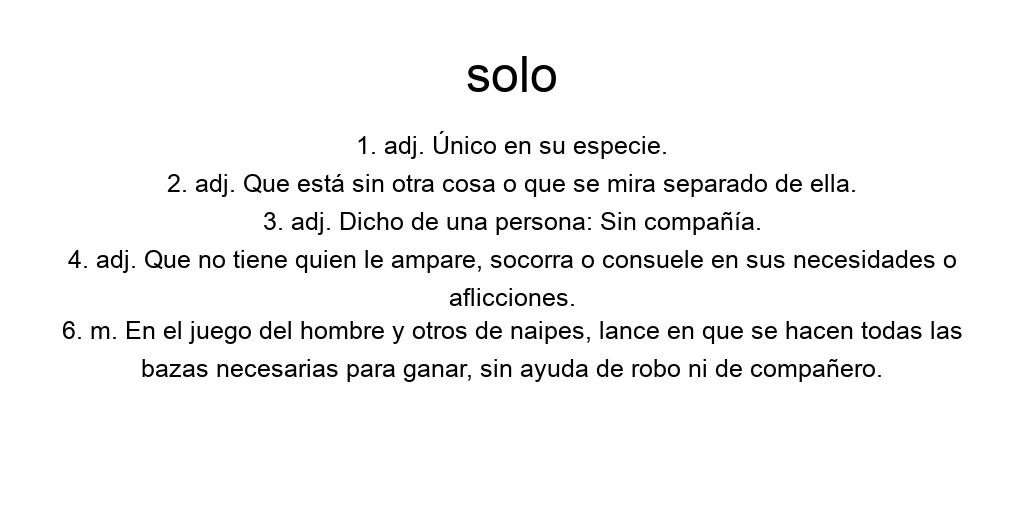 solo
1. adj. Único en su especie.
2. adj. Que está sin otra cosa o que se mira separado de ella.
3. adj. Dicho de una persona: Sin compañía.
4. adj. Que no tiene quien le ampare, socorra o consuele en sus necesidades o
aflicciones.
6. m. En el juego del hombre y otros de naipes, lance en que se hacen todas las
bazas necesarias para ganar, sin ayuda de robo ni de compañero.